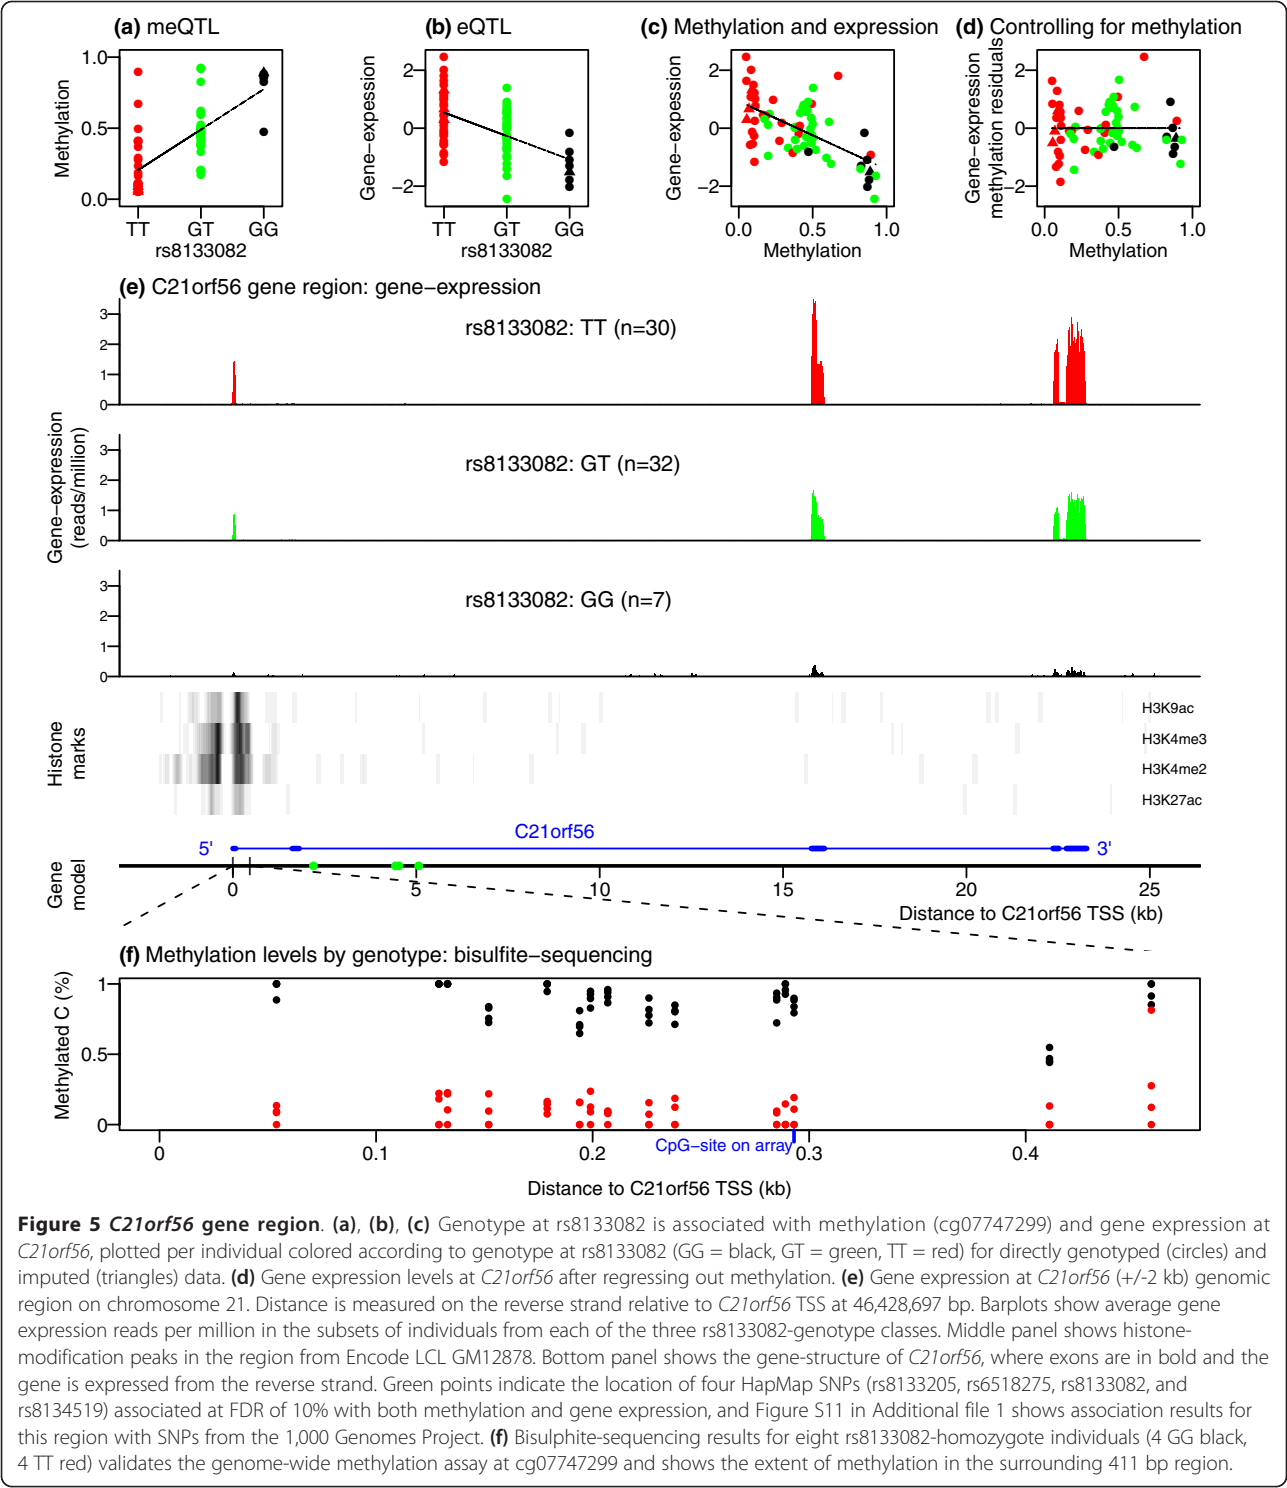 (a) meQTL
(b) eQTL
(c) Methylation and expression
(d) Controlling for methylation
Methylation
1.0
0.5
0.0
TT GT GG
rs8133082
Gene−expression
2
0
−2
TT GT GG
rs8133082
Gene−expression
2
0
−2
0.0 0.5 1.0
Methylation
Gene−expression
methylation residuals
2
0
−2
0.0 0.5 1.0
Methylation
(e) C21orf56 gene region: gene−expression
Gene−expression
(reads/million)
rs8133082: TT (n=30)
3
2
1
0
rs8133082: GT (n=32)
3
2
1
0
rs8133082: GG (n=7)
3
2
1
0
Histone
marks
H3K9ac
H3K4me3
H3K4me2
H3K27ac
Gene
model
C21orf56
5' 3'
0 5 10 15 20 25
Distance to C21orf56 TSS (kb)
(f) Methylation levels by genotype: bisulfite−sequencing
Methylated C (%)
1
0.5
0
CpG−site on array
0 0.1 0.2 0.3 0.4
Distance to C21orf56 TSS (kb)
Figure 5 C21orf56 gene region. (a), (b), (c) Genotype at rs8133082 is associated with methylation (cg07747299) and gene expression at
C21orf56, plotted per individual colored according to genotype at rs8133082 (GG = black, GT = green, TT = red) for directly genotyped (circles) and
imputed (triangles) data. (d) Gene expression levels at C21orf56 after regressing out methylation. (e) Gene expression at C21orf56 (+/-2 kb) genomic
region on chromosome 21. Distance is measured on the reverse strand relative to C21orf56 TSS at 46,428,697 bp. Barplots show average gene
expression reads per million in the subsets of individuals from each of the three rs8133082-genotype classes. Middle panel shows histone-
modification peaks in the region from Encode LCL GM12878. Bottom panel shows the gene-structure of C21orf56, where exons are in bold and the
gene is expressed from the reverse strand. Green points indicate the location of four HapMap SNPs (rs8133205, rs6518275, rs8133082, and
rs8134519) associated at FDR of 10% with both methylation and gene expression, and Figure S11 in Additional file 1 shows association results for
this region with SNPs from the 1,000 Genomes Project. (f) Bisulphite-sequencing results for eight rs8133082-homozygote individuals (4 GG black,
4 TT red) validates the genome-wide methylation assay at cg07747299 and shows the extent of methylation in the surrounding 411 bp region.